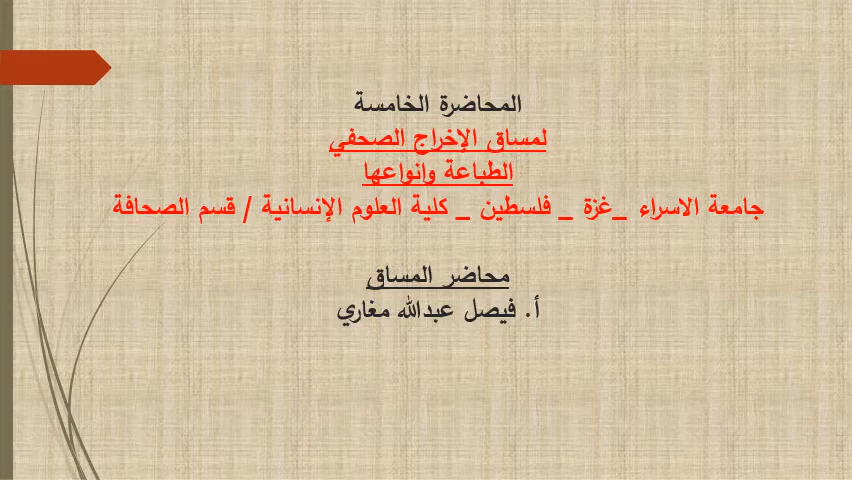 المحاضرة الخامسة
لمساق الإخراج الصحفي
الطباعة وانواعها
جامعة الاسراء _غزة _ فلسطين _ كلية العلوم الإنسانية / قسم الصحافة
محاضر المساق
أ. فيصل عبدالله مغاري